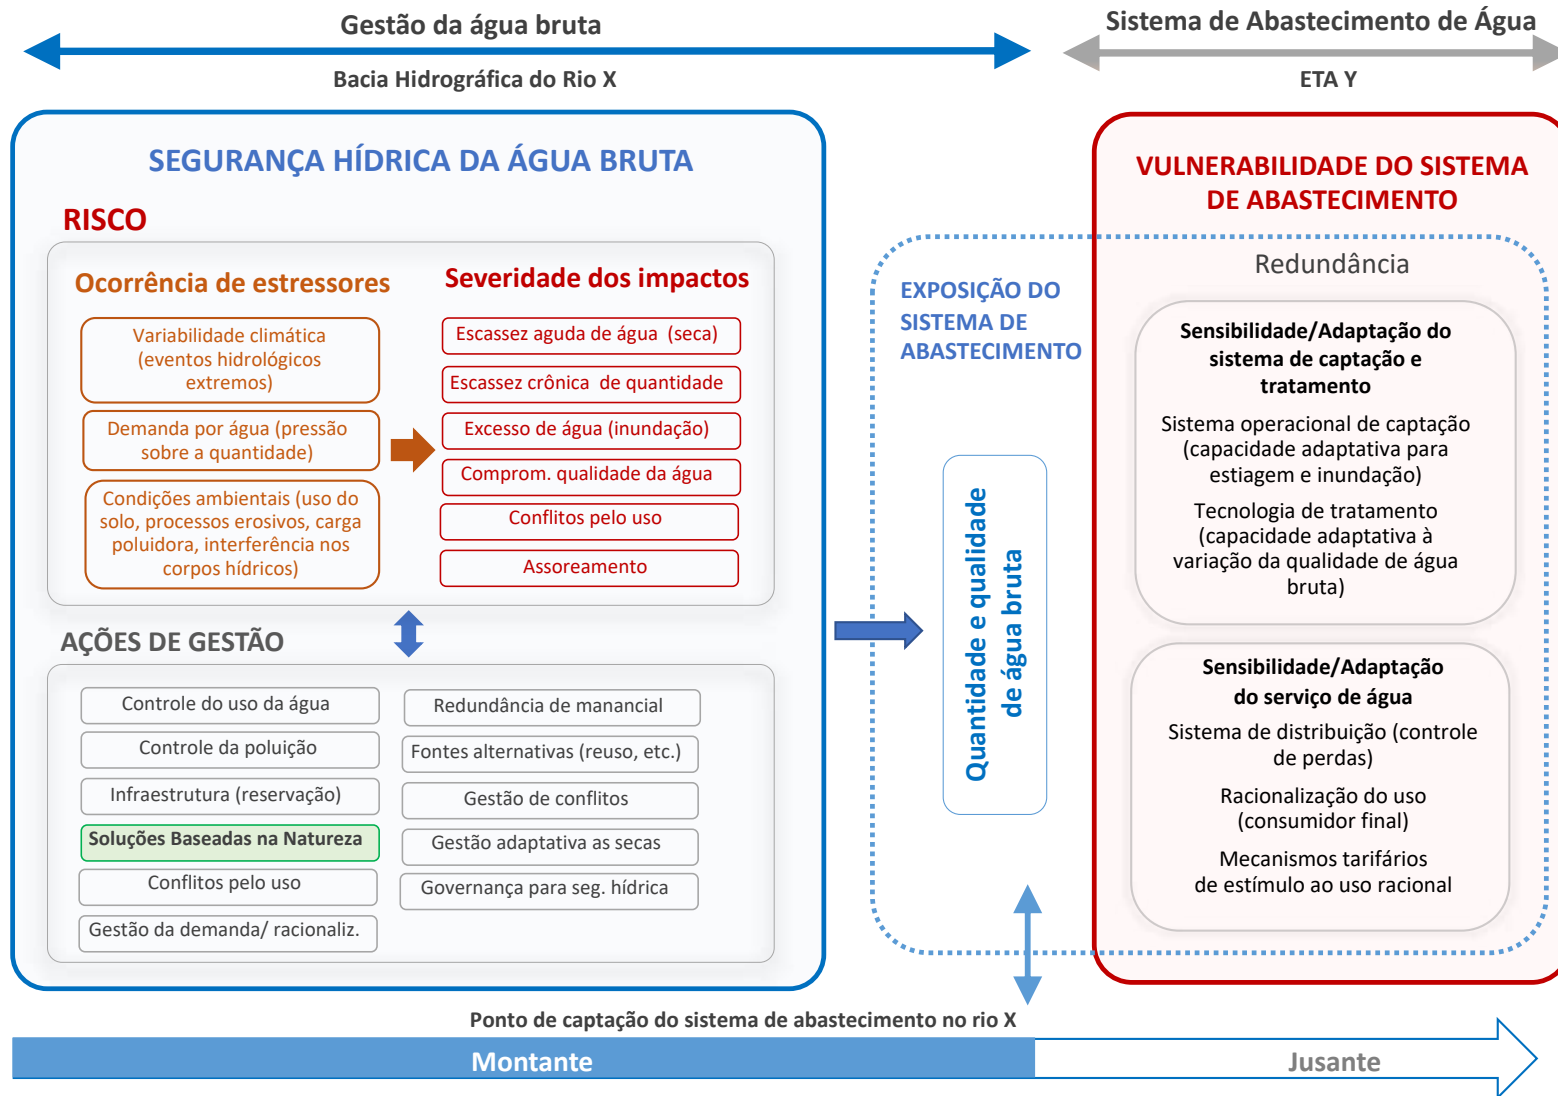 Gestão da água bruta
Bacia Hidrográfica do Rio X
Sistema de Abastecimento de Água
ETA Y
SEGURANÇA HÍDRICA DA ÁGUA BRUTA
RISCO
Ocorrência de estressores
Variabilidade climática
(eventos hidrológicos
extremos)
Demanda por água (pressão
sobre a quantidade)
Condições ambientais (uso do
solo, processos erosivos, carga
poluidora, interferência nos
corpos hídricos)
Severidade dos impactos
Escassez aguda de água (seca)
Escassez crônica de quantidade
Excesso de água (inundação)
Comprom. qualidade da água
Conflitos pelo uso
Assoreamento
AÇÕES DE GESTÃO
Controle do uso da água
Controle da poluição
Infraestrutura (reservação)
Soluções Baseadas na Natureza
Conflitos pelo uso
Gestão da demanda/ racionaliz.
Redundância de manancial
Fontes alternativas (reuso, etc.)
Gestão de conflitos
Gestão adaptativa as secas
Governança para seg. hídrica
EXPOSIÇÃO DO
SISTEMA DE
ABASTECIMENTO
Quantidade e qualidade
de água bruta
VULNERABILIDADE DO SISTEMA
DE ABASTECIMENTO
Redundância
Sensibilidade/Adaptação do
sistema de captação e
tratamento
Sistema operacional de captação
(capacidade adaptativa para
estiagem e inundação)
Tecnologia de tratamento
(capacidade adaptativa à
variação da qualidade de água
bruta)
Sensibilidade/Adaptação
do serviço de água
Sistema de distribuição (controle
de perdas)
Racionalização do uso
(consumidor final)
Mecanismos tarifários
de estímulo ao uso racional
Ponto de captação do sistema de abastecimento no rio X
Montante
Jusante